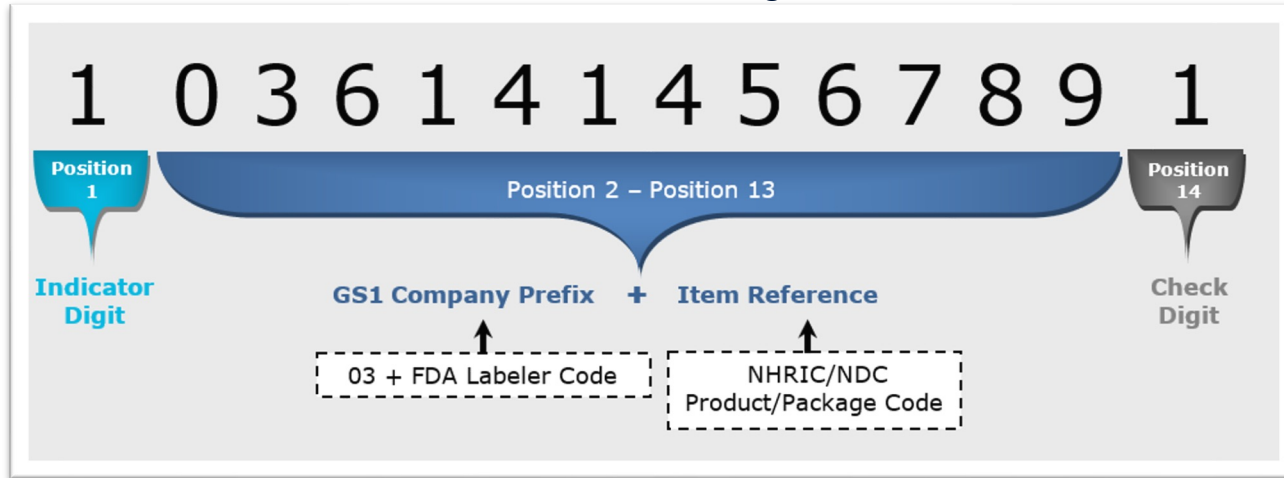 1 0 3 6 1 4 1 4 5 6 7 8 9 1
Position
1
Position 2 – Position 13
Position
14
Indicator
Digit
GS1 Company Prefix + Item Reference
Check
Digit
03 + FDA Labeler Code
NHRIC/NDC
Product/Package Code